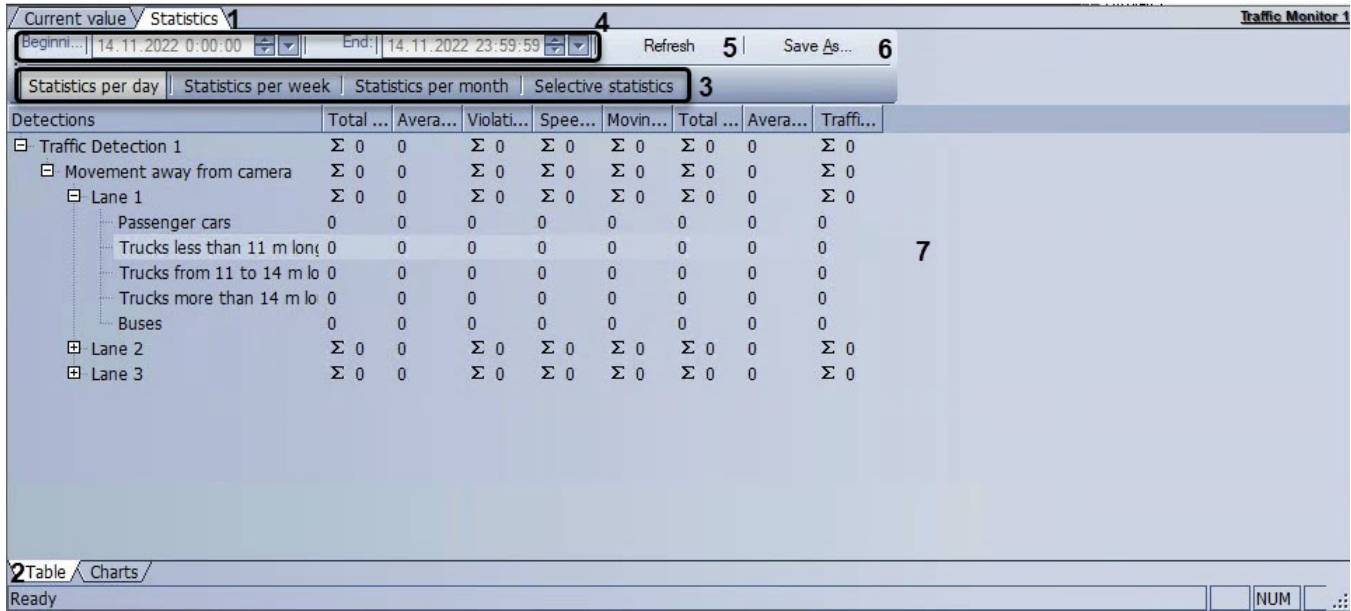 Current value Statistics 1 Traffic Monitor 1
Beginni... 14.11.2022 0:00:00 End: 14.11.2022 23:59:59 4 Refresh 5 Save As... 6
Statistics per day Statistics per week Statistics per month Selective statistics 3
Detections Total ... Avera... Violati... Spee... Movin... Total ... Avera... Traffi...
Traffic Detection 1 Σ 0 0 Σ 0 Σ 0 Σ 0 Σ 0 0 Σ 0
Movement away from camera Σ 0 0 Σ 0 Σ 0 Σ 0 Σ 0 0 Σ 0
Lane 1 Σ 0 0 Σ 0 Σ 0 Σ 0 Σ 0 0 Σ 0
Passenger cars 0 0 0 0 0 0 0 0
Trucks less than 11 m long 0 0 0 0 0 0 0 0 7
Trucks from 11 to 14 m lo 0 0 0 0 0 0 0 0
Trucks more than 14 m lo 0 0 0 0 0 0 0 0
Buses 0 0 0 0 0 0 0 0
Lane 2 Σ 0 0 Σ 0 Σ 0 Σ 0 Σ 0 0 Σ 0
Lane 3 Σ 0 0 Σ 0 Σ 0 Σ 0 Σ 0 0 Σ 0
2 Table Charts
Ready NUM